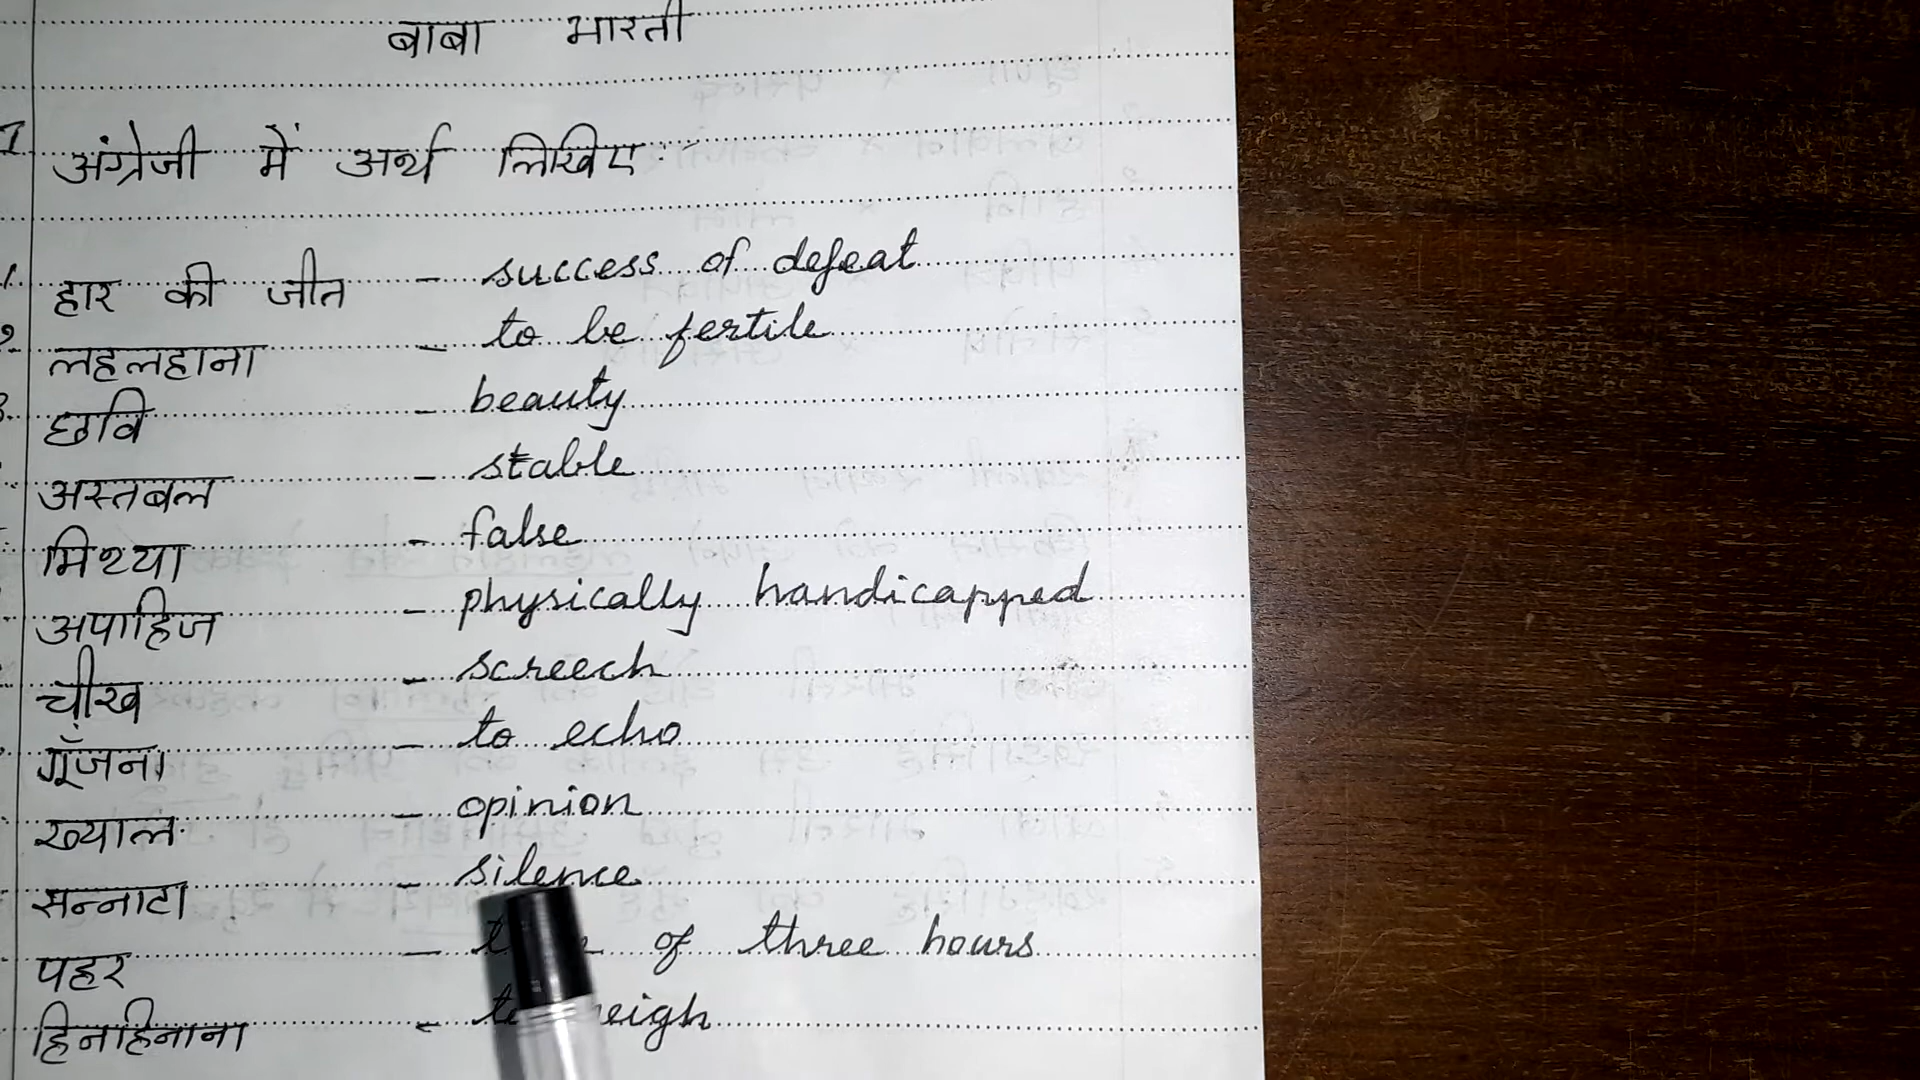 बाबा भारती
I अंग्रेजी में अर्थ लिखिए :-
1. हार की जीत - success of defeat
2. लहलहाना - to be fertile
3. छवि - beauty
अस्तबल - stable
मिथ्या - false
अपाहिज - physically handicapped
चीख - screech
गूँजना - to echo
ख्याल - opinion
सन्नाटा - silence
पहर - of three hours
हिनहिनाना - to